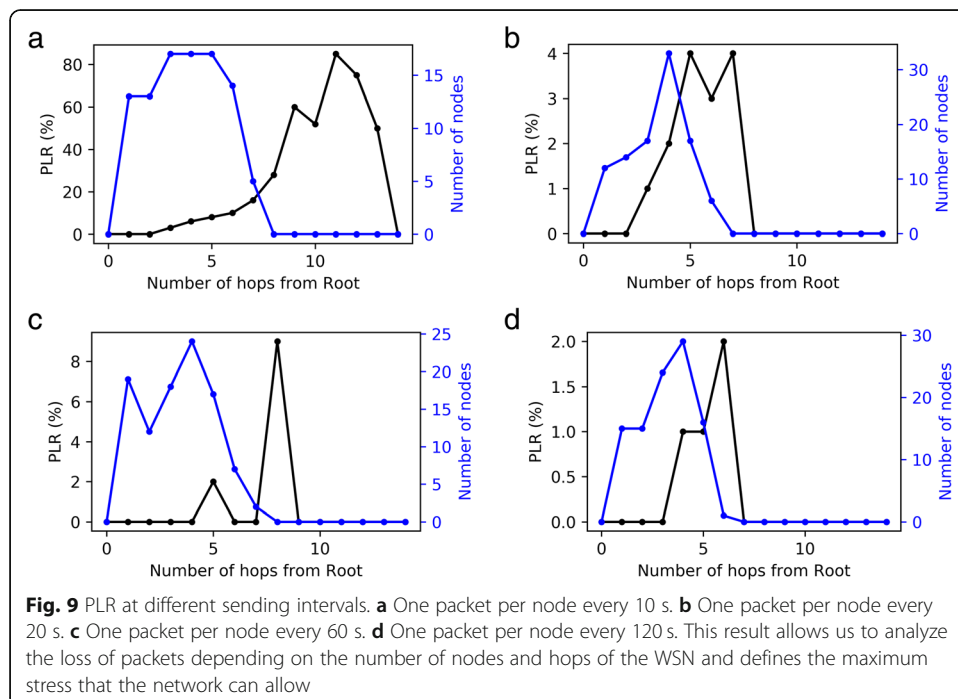 a
PLR (%)
80
60
40
20
0
15
10
5
0
Number of nodes
0
5
10
Number of hops from Root
b
PLR (%)
4
3
2
1
0
30
20
10
0
Number of nodes
0
5
10
Number of hops from Root
c
PLR (%)
8
6
4
2
0
25
20
15
10
5
0
Number of nodes
0
5
10
Number of hops from Root
d
PLR (%)
2.0
1.5
1.0
0.5
0.0
30
20
10
0
Number of nodes
0
5
10
Number of hops from Root
Fig. 9 PLR at different sending intervals. a One packet per node every 10 s. b One packet per node every
20 s. c One packet per node every 60 s. d One packet per node every 120 s. This result allows us to analyze
the loss of packets depending on the number of nodes and hops of the WSN and defines the maximum
stress that the network can allow